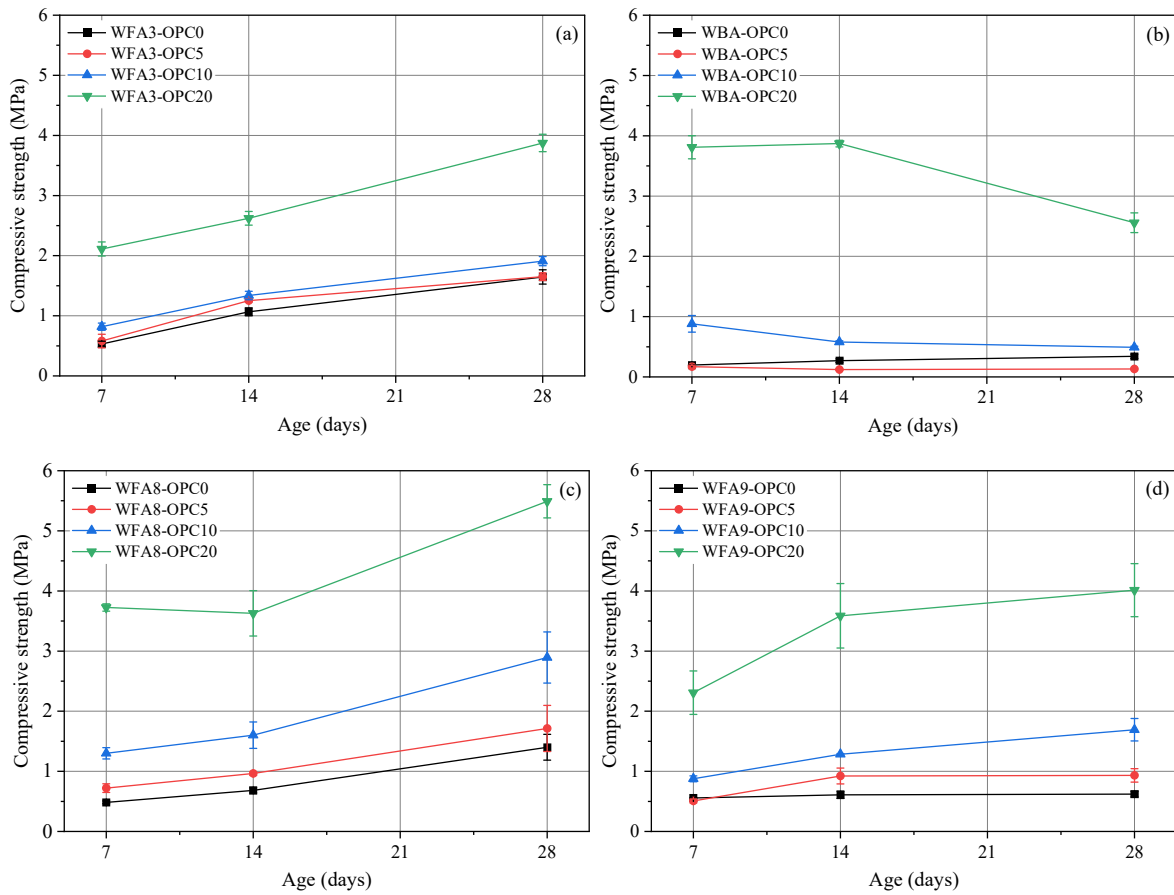 (a)
WFA3-OPC0
WFA3-OPC5
WFA3-OPC10
WFA3-OPC20
6
5
4
3
2
1
0
7
14
21
28
Compressive strength (MPa)
Age (days)
(b)
WBA-OPC0
WBA-OPC5
WBA-OPC10
WBA-OPC20
6
5
4
3
2
1
0
7
14
21
28
Compressive strength (MPa)
Age (days)
(c)
WFA8-OPC0
WFA8-OPC5
WFA8-OPC10
WFA8-OPC20
6
5
4
3
2
1
0
7
14
21
28
Compressive strength (MPa)
Age (days)
(d)
WFA9-OPC0
WFA9-OPC5
WFA9-OPC10
WFA9-OPC20
6
5
4
3
2
1
0
7
14
21
28
Compressive strength (MPa)
Age (days)